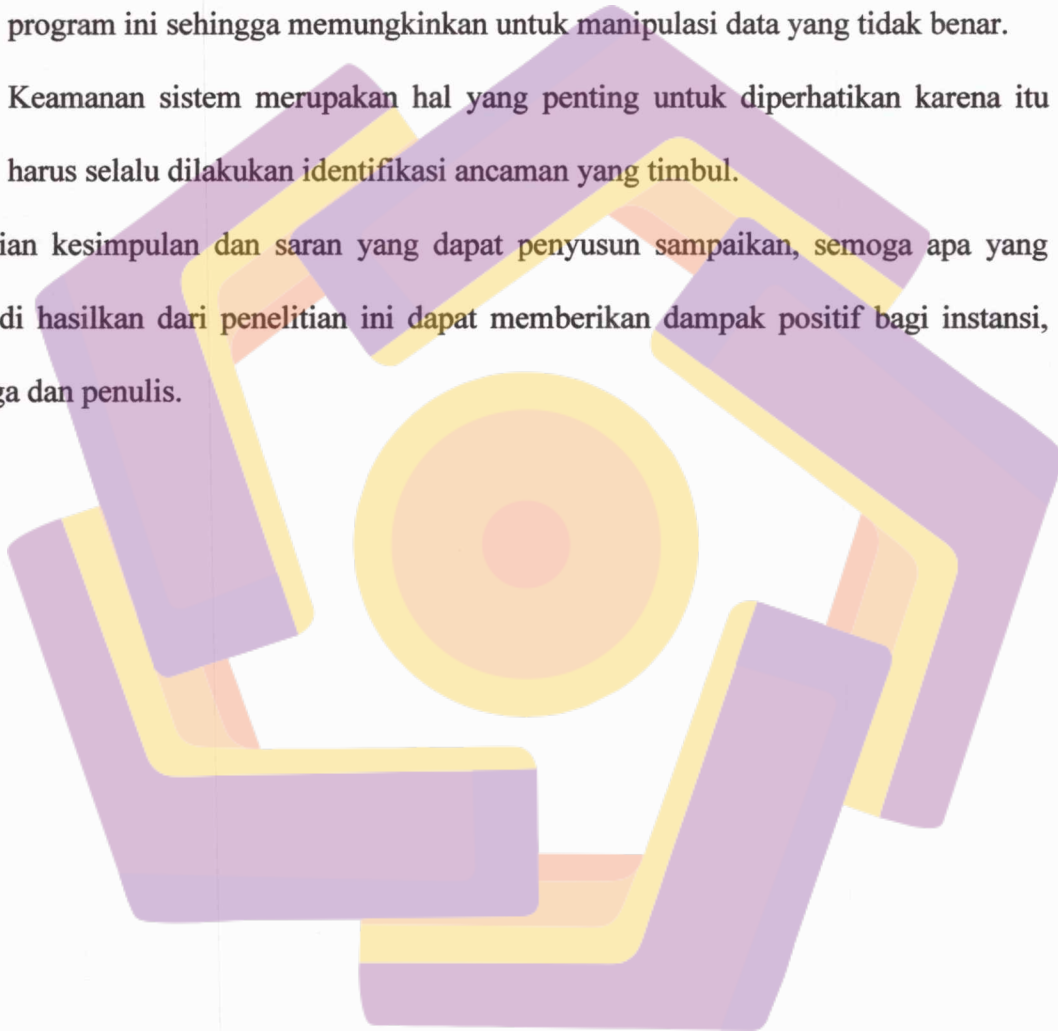 program ini sehingga memungkinkan untuk manipulasi data yang tidak benar.
Keamanan sistem merupakan hal yang penting untuk diperhatikan karena itu
harus selalu dilakukan identifikasi ancaman yang timbul.
ian kesimpulan dan saran yang dapat penyusun sampaikan, semoga apa yang
di hasilkan dari penelitian ini dapat memberikan dampak positif bagi instansi,
ga dan penulis.